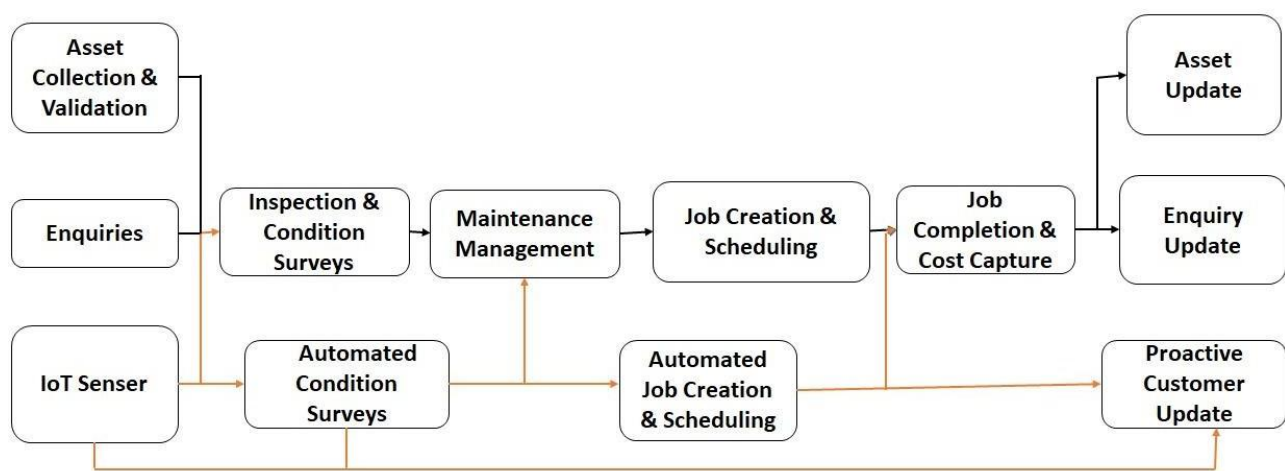 Asset
Collection &
Validation
Asset
Update
Enquiries
Inspection &
Condition
Surveys
Maintenance
Management
Job Creation &
Scheduling
Job
Completion &
Cost Capture
Enquiry
Update
IoT Senser
Automated
Condition
Surveys
Automated
Job Creation
& Scheduling
Proactive
Customer
Update